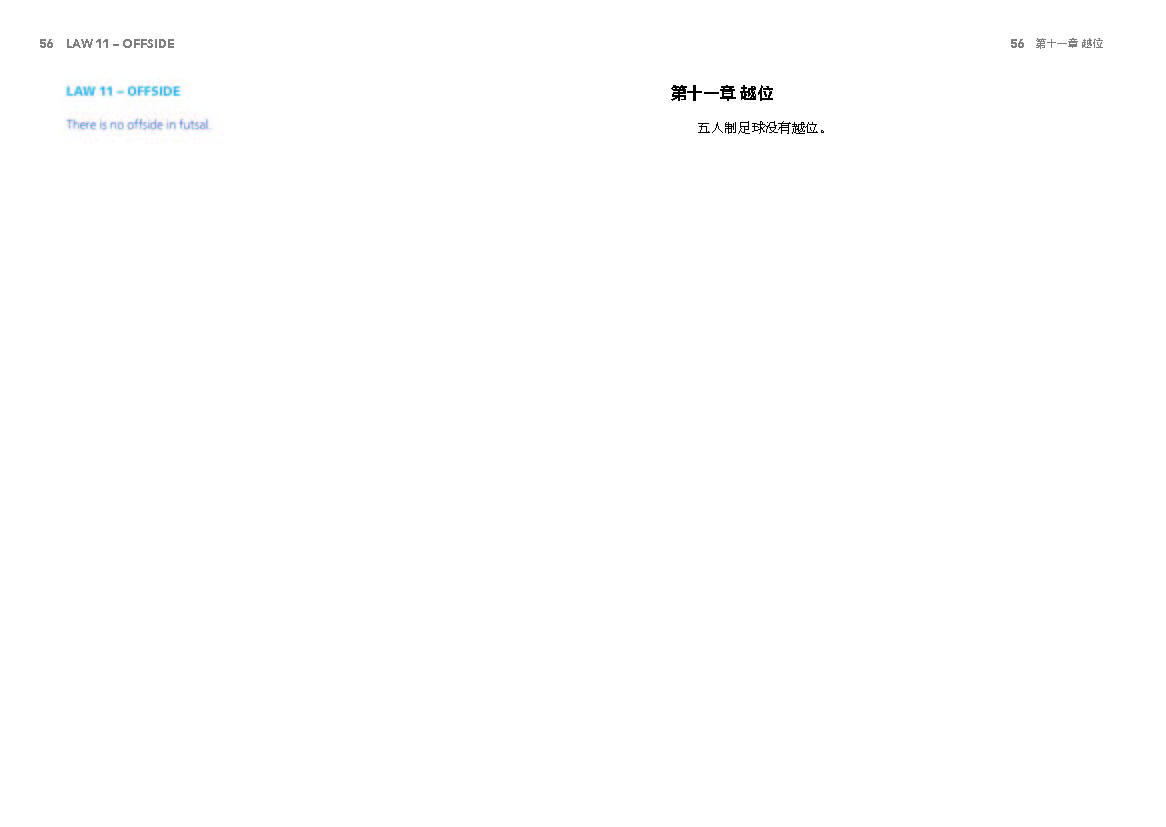 56 LAW 11 – OFFSIDE
LAW 11 – OFFSIDE
There is no offside in futsal.
56 第十一章 越位
第十一章 越位
五人制足球没有越位。